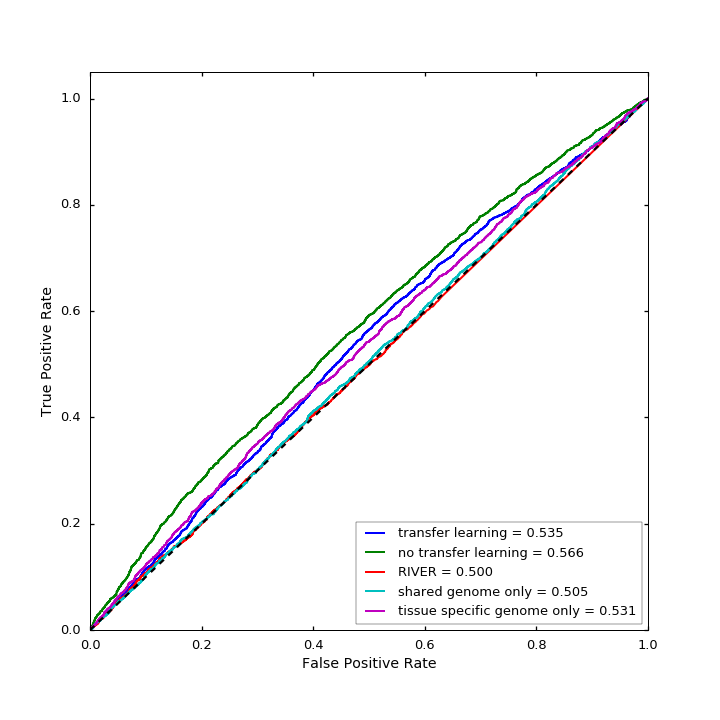 1.0
0.8
0.6
0.4
0.2
0.0
True Positive Rate
transfer learning = 0.535
no transfer learning = 0.566
RIVER = 0.500
shared genome only = 0.505
tissue specific genome only = 0.531
0.0 0.2 0.4 0.6 0.8 1.0
False Positive Rate